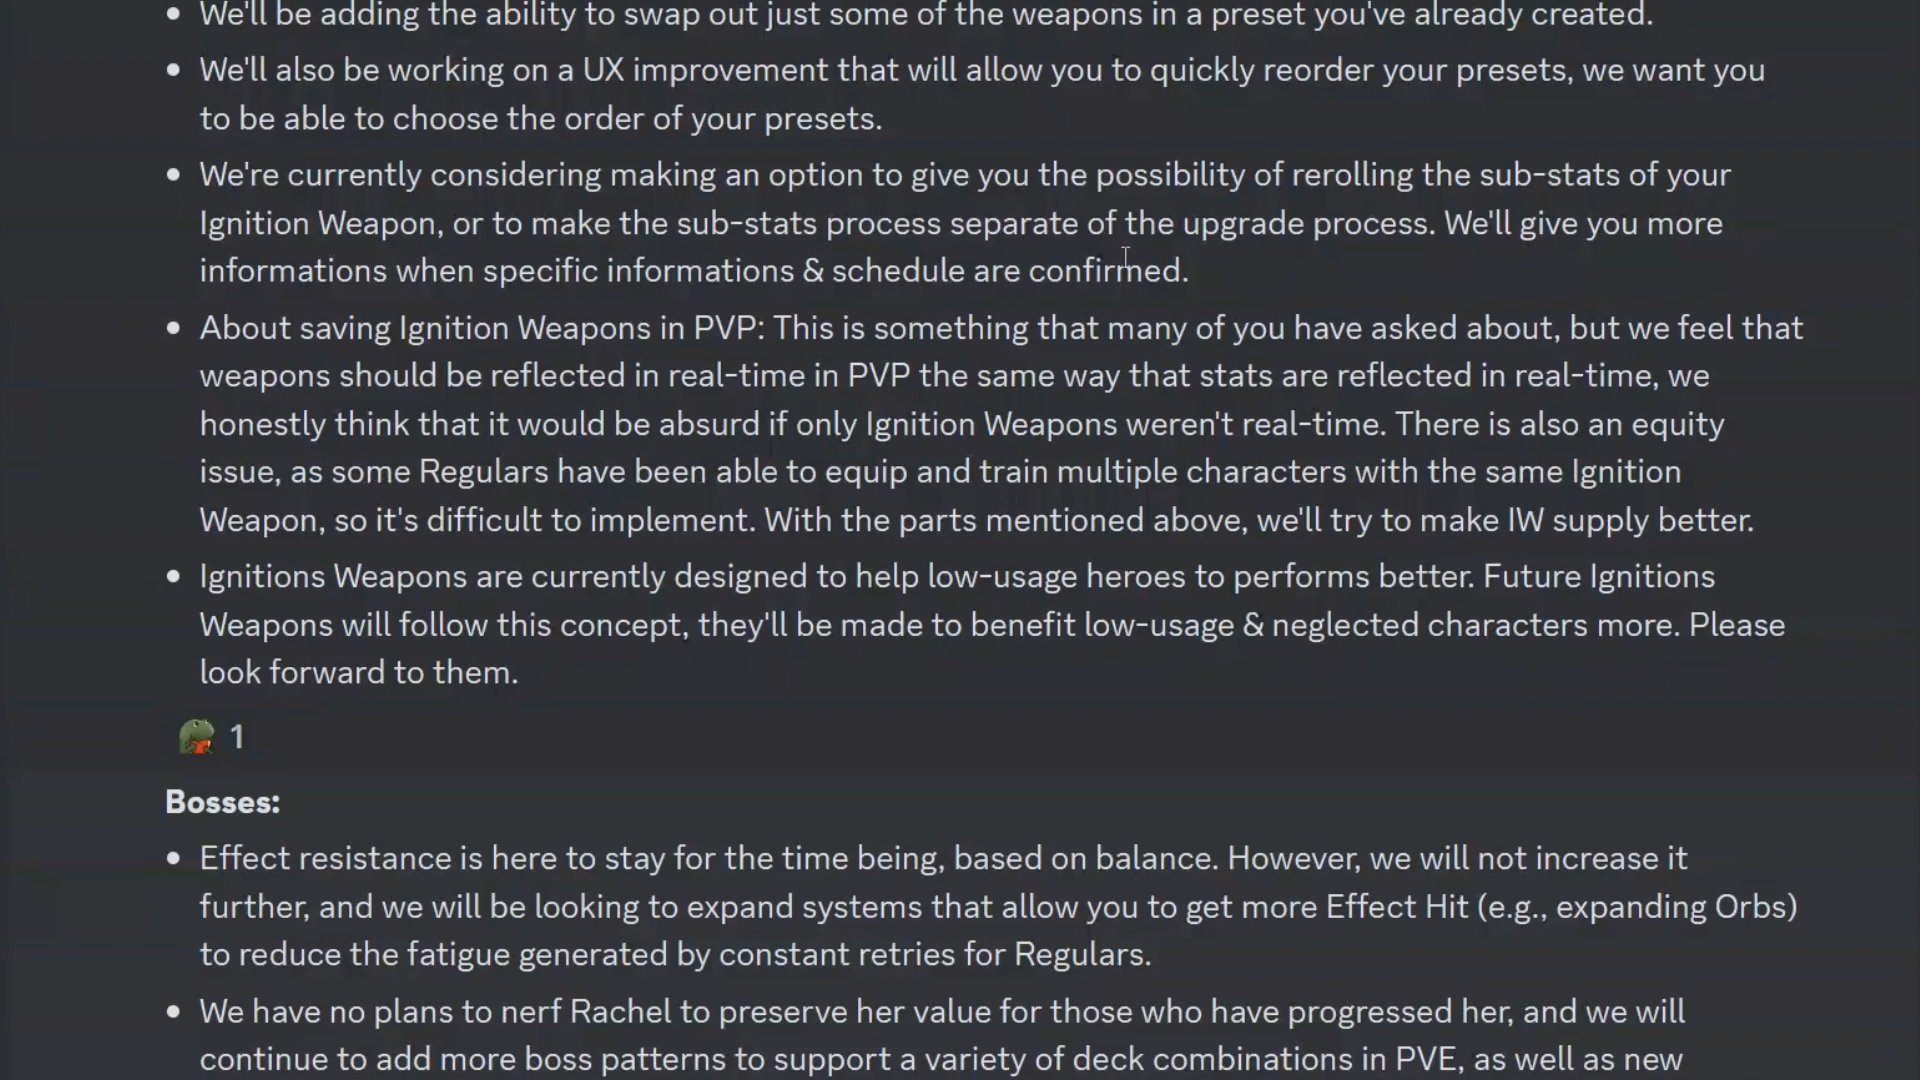 • We'll be adding the ability to swap out just some of the weapons in a preset you've already created.
• We'll also be working on a UX improvement that will allow you to quickly reorder your presets, we want you
to be able to choose the order of your presets.
• We're currently considering making an option to give you the possibility of rerolling the sub-stats of your
Ignition Weapon, or to make the sub-stats process separate of the upgrade process. We'll give you more
informations when specific informations & schedule are confirmed.
• About saving Ignition Weapons in PVP: This is something that many of you have asked about, but we feel that
weapons should be reflected in real-time in PVP the same way that stats are reflected in real-time, we
honestly think that it would be absurd if only Ignition Weapons weren't real-time. There is also an equity
issue, as some Regulars have been able to equip and train multiple characters with the same Ignition
Weapon, so it's difficult to implement. With the parts mentioned above, we'll try to make IW supply better.
• Ignitions Weapons are currently designed to help low-usage heroes to performs better. Future Ignitions
Weapons will follow this concept, they'll be made to benefit low-usage & neglected characters more. Please
look forward to them.
1
Bosses:
• Effect resistance is here to stay for the time being, based on balance. However, we will not increase it
further, and we will be looking to expand systems that allow you to get more Effect Hit (e.g., expanding Orbs)
to reduce the fatigue generated by constant retries for Regulars.
• We have no plans to nerf Rachel to preserve her value for those who have progressed her, and we will
continue to add more boss patterns to support a variety of deck combinations in PVE, as well as new